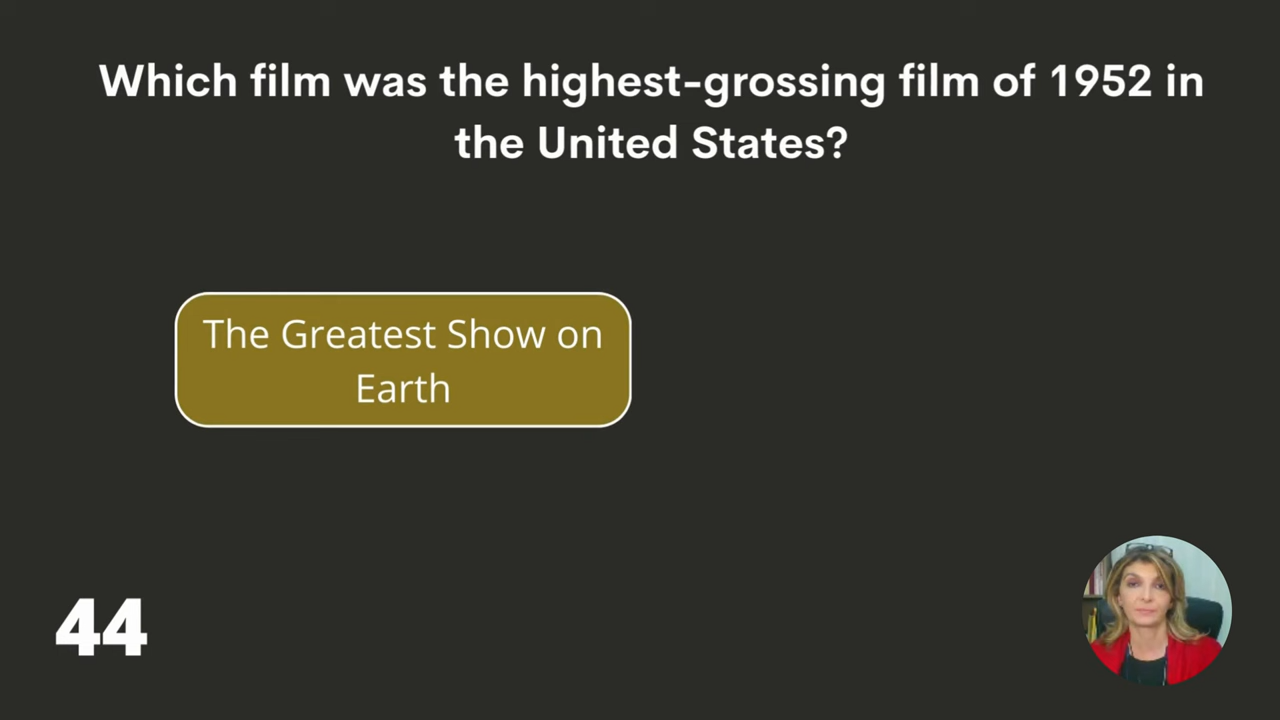 Which film was the highest-grossing film of 1952 in
the United States?
The Greatest Show on
Earth
44